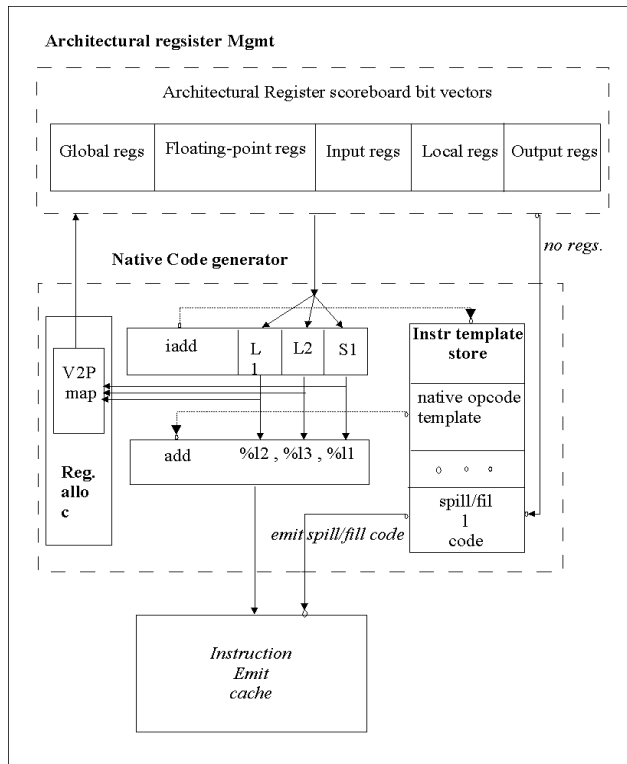 Architectural regsister Mgmt
Architectural Register scoreboard bit vectors
Global regs
Floating-point regs
Input regs
Local regs
Output regs
no regs.
Native Code generator
iadd
L
1
L2
S1
Instr template
store
V2P
map
native opcode
template
add
%l2 , %l3 , %l1
Reg.
allo
c
spill/fil
l
code
emit spill/fill code
Instruction
Emit
cache